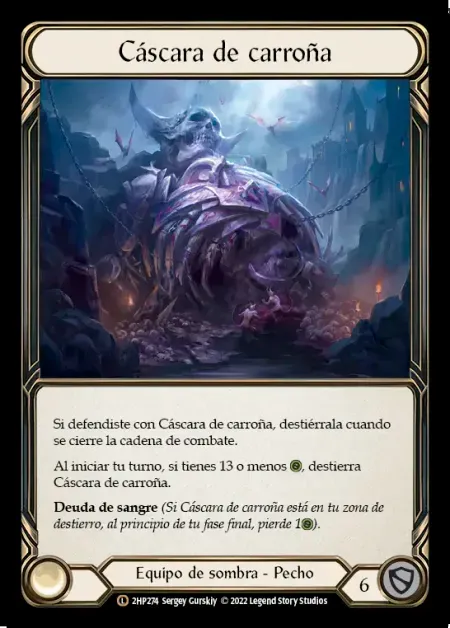 Cáscara de carroña
Si defendiste con Cáscara de carroña, destiérrala cuando
se cierre la cadena de combate.
Al iniciar tu turno, si tienes 13 o menos , destierra
Cáscara de carroña.
Deuda de sangre (Si Cáscara de carroña está en tu zona de
destierro, al principio de tu fase final, pierde 1).
Equipo de sombra - Pecho
6
L 2HP274 Sergey Gurskiy © 2022 Legend Story Studios